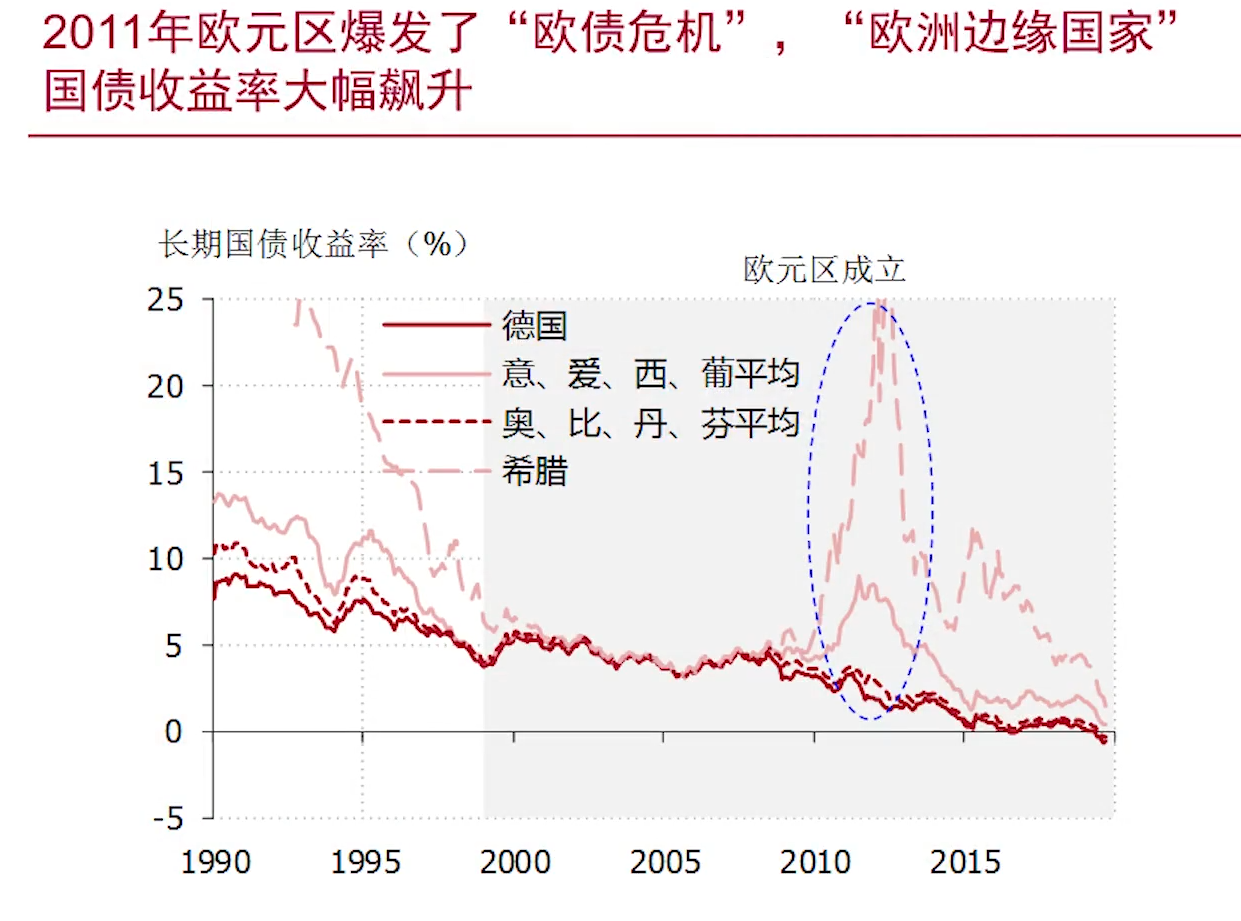 2011年欧元区爆发了“欧债危机”，“欧洲边缘国家”
国债收益率大幅飙升
长期国债收益率（%）
欧元区成立
25
20
15
10
5
0
-5
德国
意、爱、西、葡平均
奥、比、丹、芬平均
希腊
1990 1995 2000 2005 2010 2015